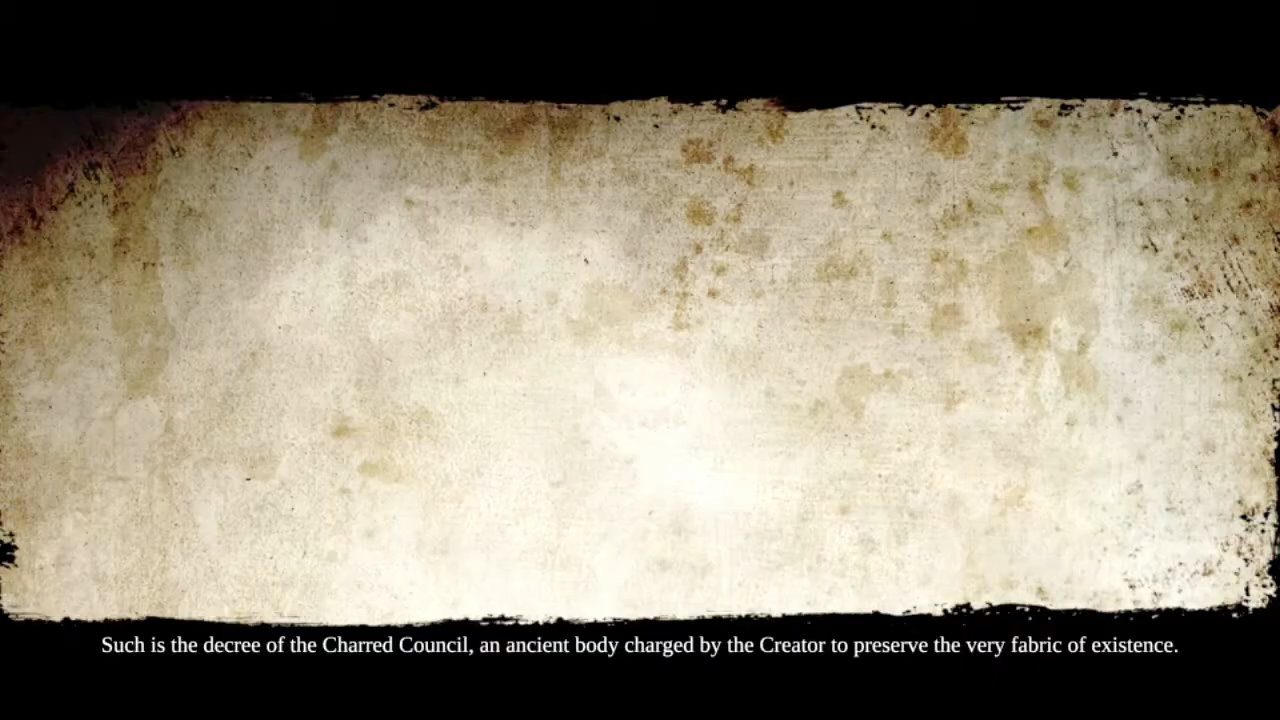 Such is the decree of the Charred Council, an ancient body charged by the Creator to preserve the very fabric of existence.